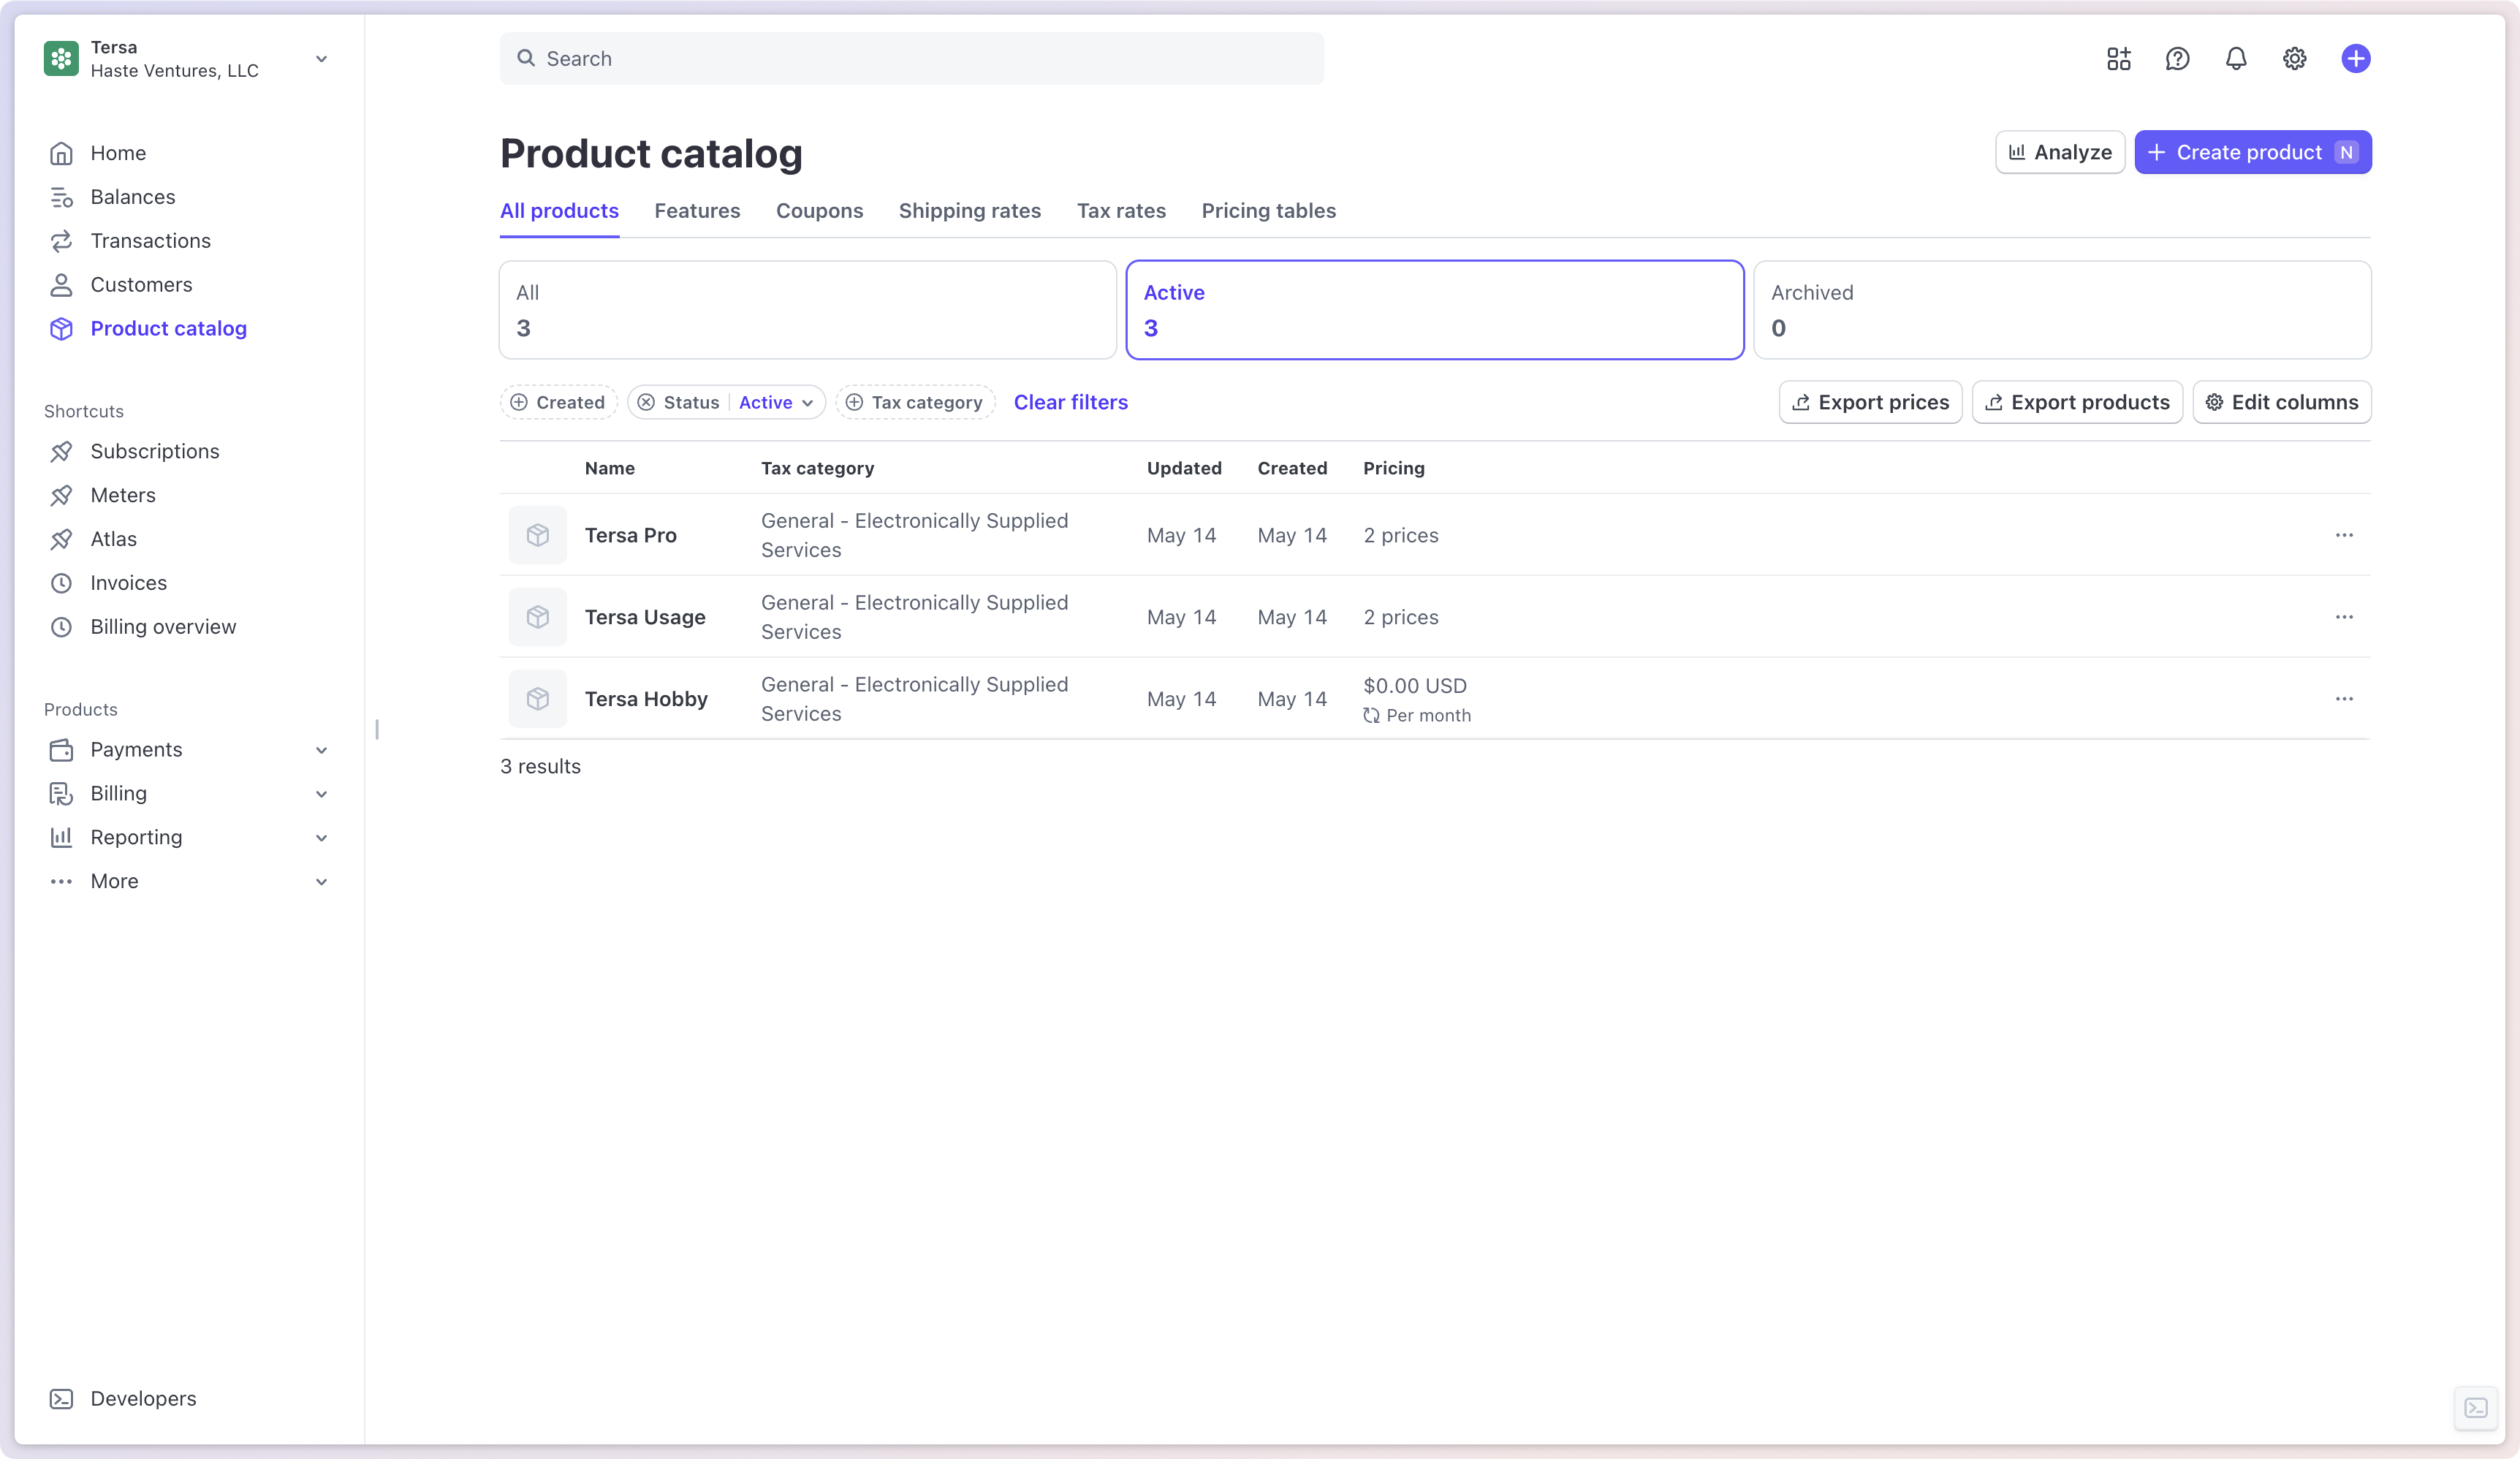 Tersa
Haste Ventures, LLC
Home
Balances
Transactions
Customers
Product catalog
Shortcuts
Subscriptions
Meters
Atlas
Invoices
Billing overview
Products
Payments
Billing
Reporting
More
Developers
Search
Product catalog
Analyze
Create product N
All products Features Coupons Shipping rates Tax rates Pricing tables
All
3
Active
3
Archived
0
Created Status Active Tax category Clear filters
Export prices Export products Edit columns
Name Tax category Updated Created Pricing
Tersa Pro General - Electronically Supplied
Services May 14 May 14 2 prices
Tersa Usage General - Electronically Supplied
Services May 14 May 14 2 prices
Tersa Hobby General - Electronically Supplied
Services May 14 May 14 $0.00 USD
Per month
3 results